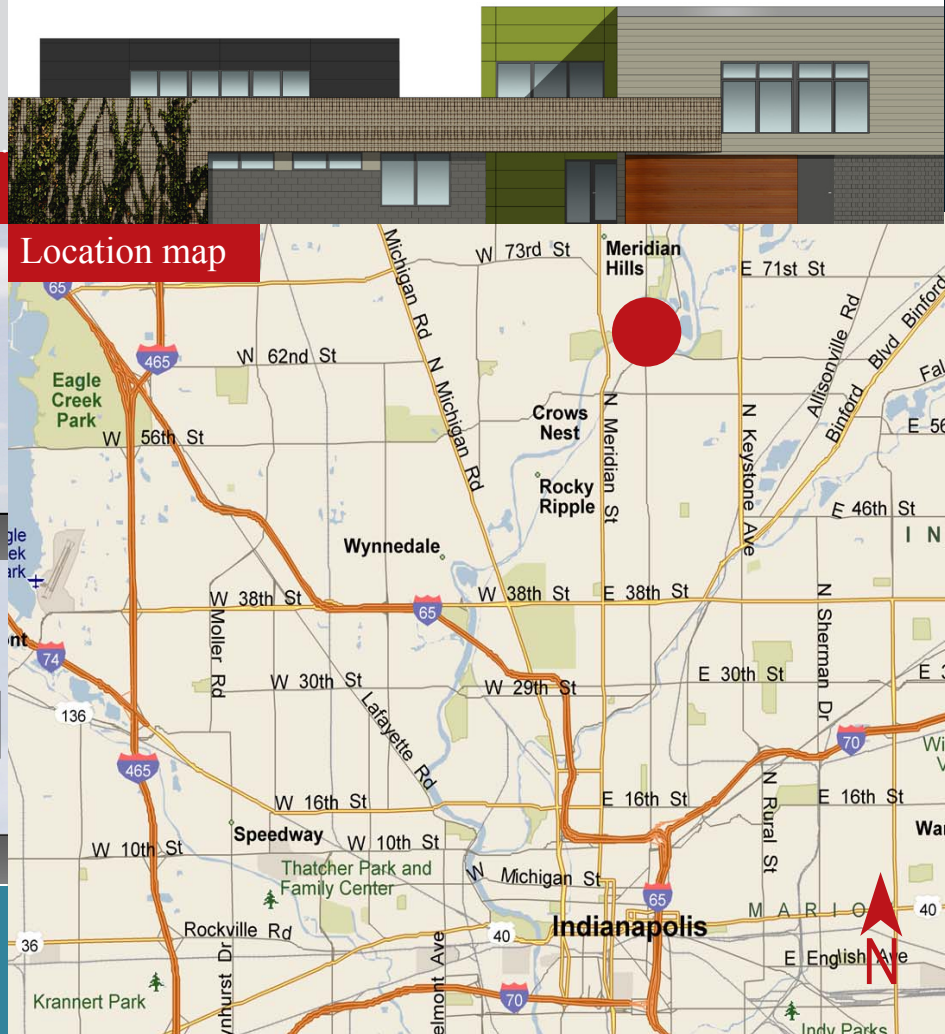 Location map
Michigan Rd
W 73rd St
Meridian
Hills
E 71st St
65
465
W 62nd St
N Michigan Rd
Allisonville Rd
Binford Blvd
Binford
Eagle
Creek
Park
W 56th St
Crows
Nest
N Meridian St
N Keystone Ave
E 56
Rocky
Ripple
E 46th St
I N
Wynnedale
W 38th St
65
W 38th St
E 38th St
Moller Rd
N Sherman Dr
74
W 30th St
W 29th St
E 30th St
136
Lafayette Rd
70
465
W 16th St
E 16th St
N Rural St
E 16th St
Speedway
W 10th St
W 10th St
Thatcher Park and
Family Center
W Michigan St
65
M A R I O
40
Rockville Rd
36
40
Indianapolis
E English Ave
N
Krannert Park
70
Indy Parks